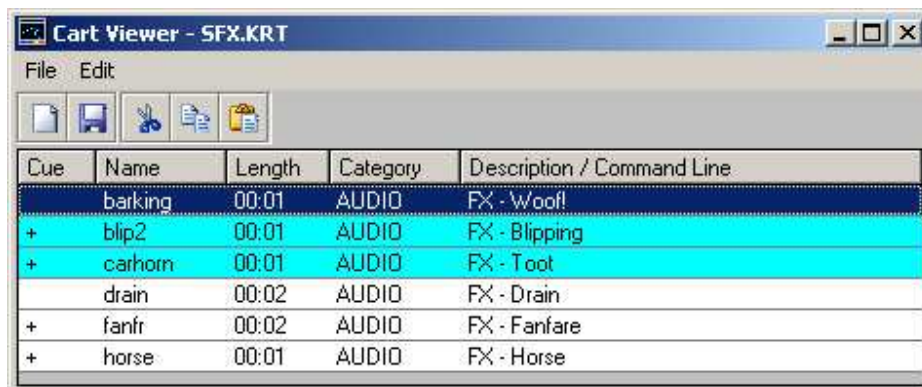 Cart Viewer - SFX.KRT
File Edit
Cue Name Length Category Description / Command Line
barking 00:01 AUDIO FX - Woof!
+ blip2 00:01 AUDIO FX - Blipping
+ carhorn 00:01 AUDIO FX - Toot
drain 00:02 AUDIO FX - Drain
+ fanfr 00:02 AUDIO FX - Fanfare
+ horse 00:01 AUDIO FX - Horse